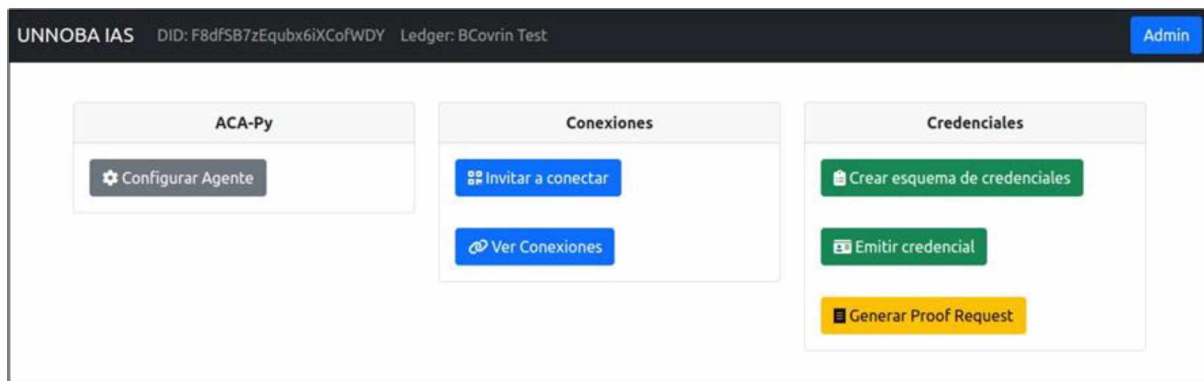 UNNOBA IAS DID: F8dfSB7zEqubx6iXCofWDY Ledger: BCovrin Test Admin
ACA-Py
Configurar Agente
Conexiones
Invitar a conectar
Ver Conexiones
Credenciales
Crear esquema de credenciales
Emitir credencial
Generar Proof Request